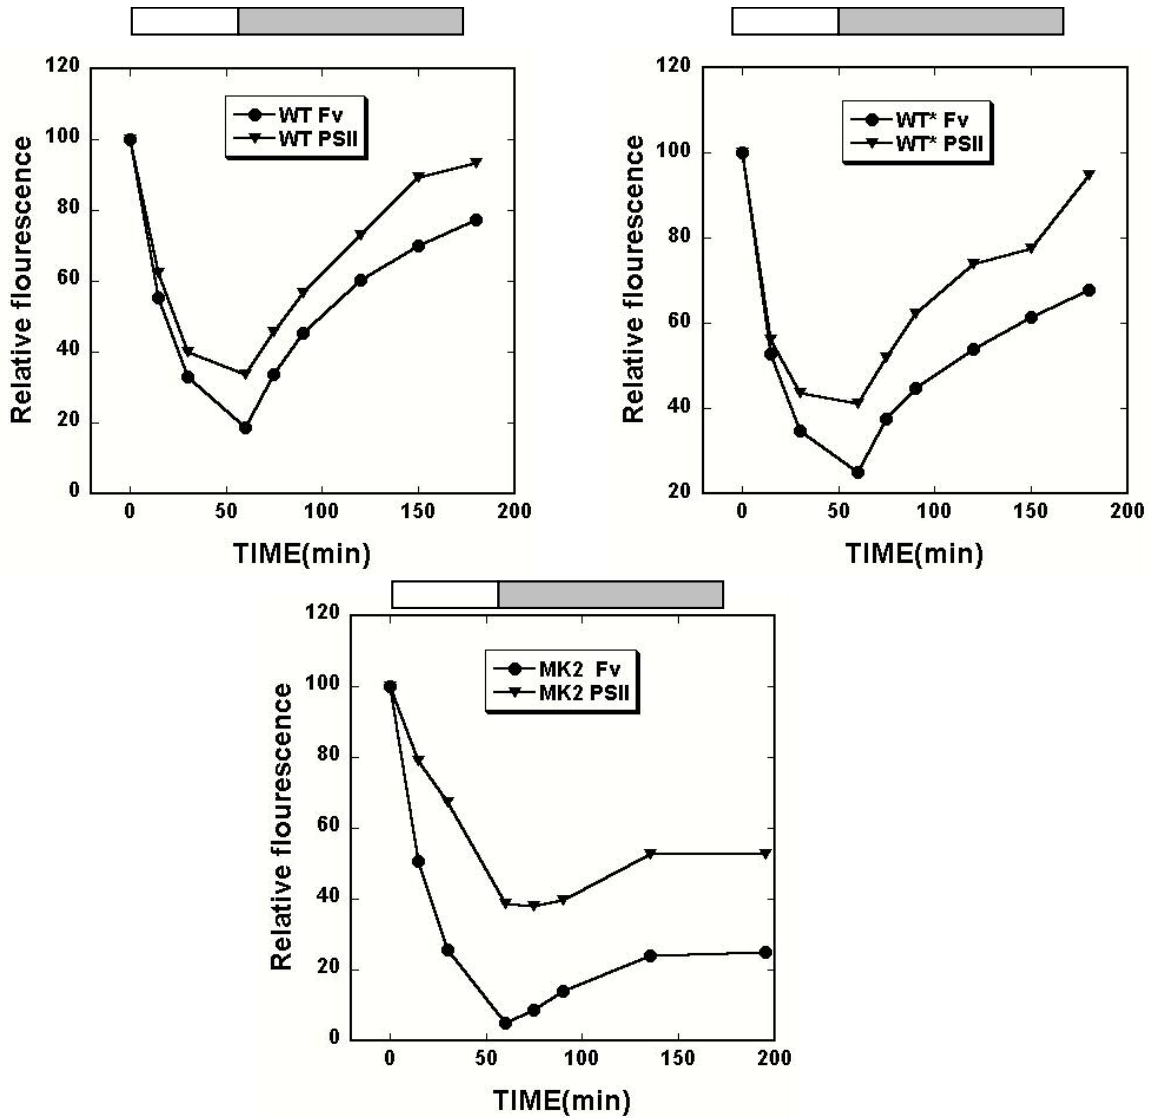 120
100
80
60
40
20
0
Relative flourescence
WT Fv
WT PSII
0 50 100 150 200
TIME(min)
120
100
80
60
40
20
Relative flourescence
WT* Fv
WT* PSII
0 50 100 150 200
TIME(min)
120
100
80
60
40
20
0
Relative flourescence
MK2 Fv
MK2 PSII
0 50 100 150 200
TIME(min)